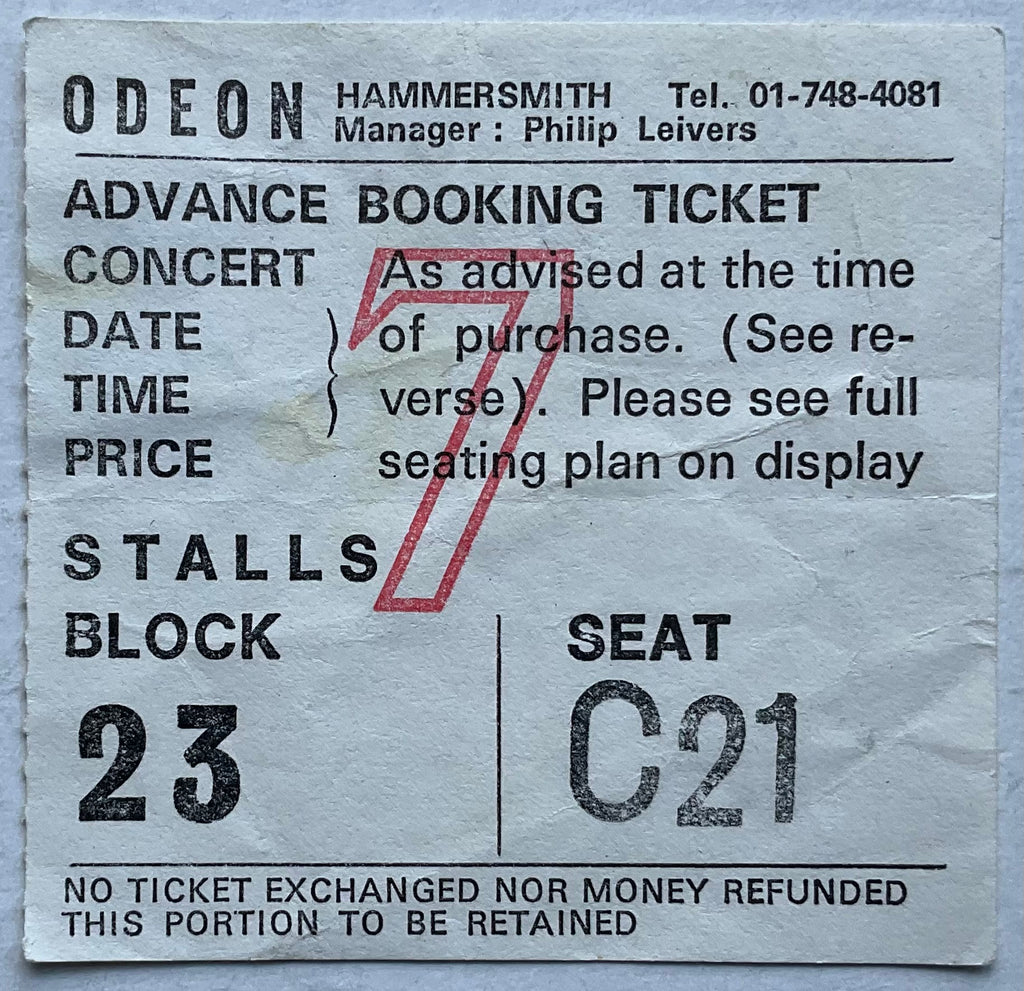 ODEON HAMMERSMITH Tel. 01-748-4081
Manager : Philip Leivers
ADVANCE BOOKING TICKET
CONCERT As advised at the time
DATE of purchase. (See re-
TIME verse). Please see full
PRICE seating plan on display
7
STALLS
BLOCK SEAT
23 C21
NO TICKET EXCHANGED NOR MONEY REFUNDED
THIS PORTION TO BE RETAINED